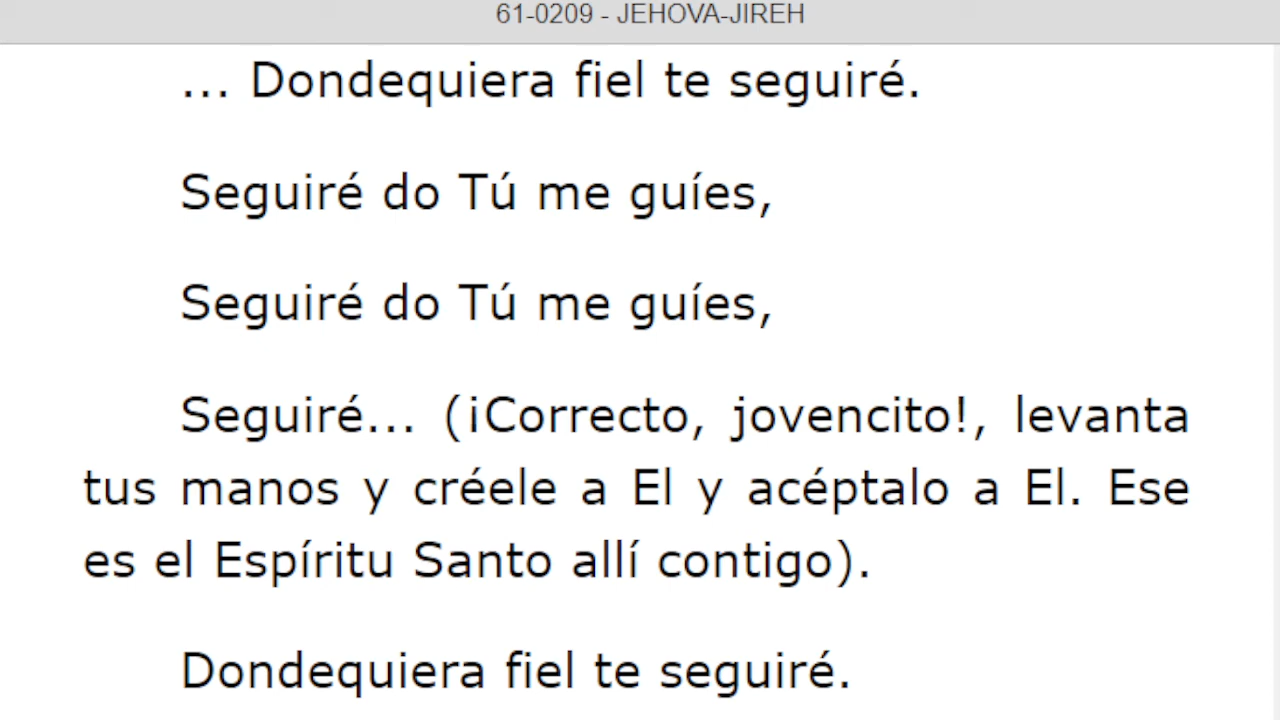 61-0209 - JEHOVA-JIREH
... Dondequiera fiel te seguiré.
Seguiré do Tú me guíes,
Seguiré do Tú me guíes,
Seguiré... (¡Correcto, jovencito!, levanta
tus manos y créele a El y acéptalo a El. Ese
es el Espíritu Santo allí contigo).
Dondequiera fiel te seguiré.